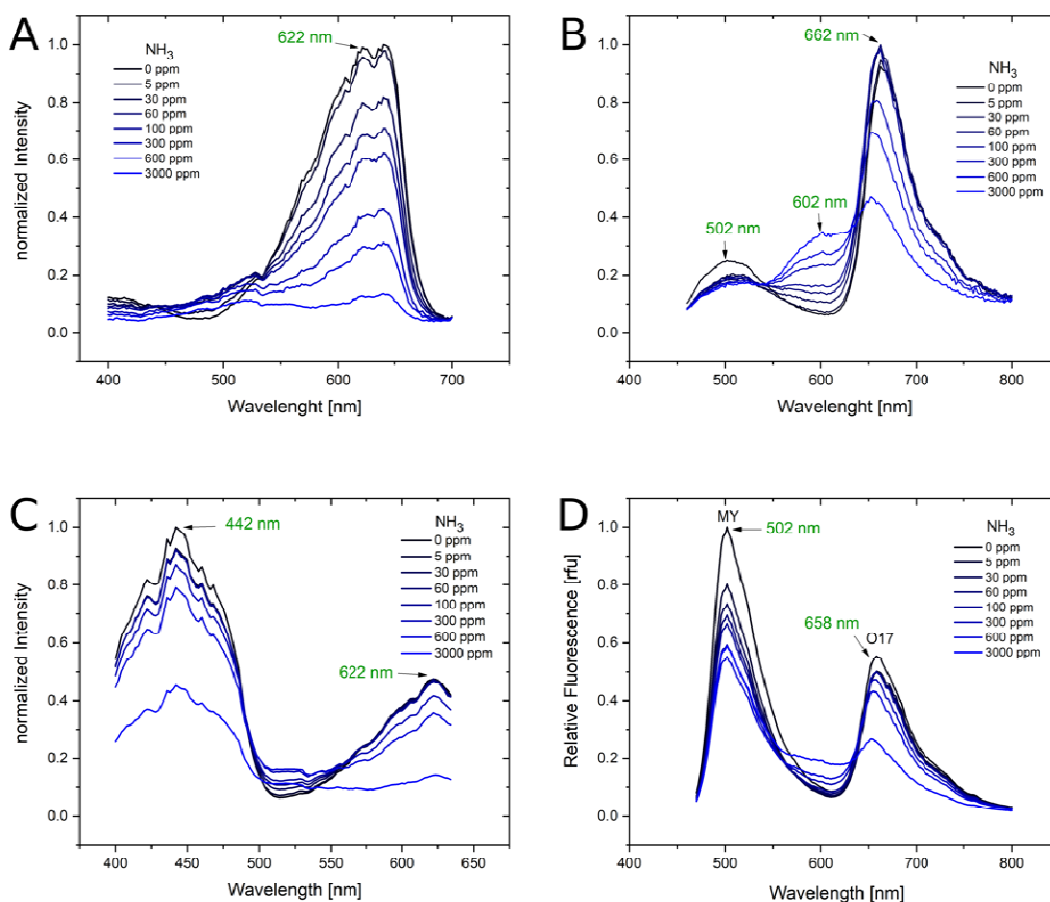 A
622 nm
NH3
0 ppm
5 ppm
30 ppm
60 ppm
100 ppm
300 ppm
600 ppm
3000 ppm
normalized Intensity
1.0
0.8
0.6
0.4
0.2
0.0
400 500 600 700
Wavelenght [nm]
B
662 nm
602 nm
502 nm
NH3
0 ppm
5 ppm
30 ppm
60 ppm
100 ppm
300 ppm
600 ppm
3000 ppm
1.0
0.8
0.6
0.4
0.2
0.0
400 500 600 700 800
Wavelenght [nm]
C
442 nm
622 nm
NH3
0 ppm
5 ppm
30 ppm
60 ppm
100 ppm
300 ppm
600 ppm
3000 ppm
normalized Intensity
1.0
0.8
0.6
0.4
0.2
0.0
400 450 500 550 600 650
Wavelength [nm]
D
MY
502 nm
658 nm
O17
NH3
0 ppm
5 ppm
30 ppm
60 ppm
100 ppm
300 ppm
600 ppm
3000 ppm
Relative Fluorescence [rfu]
1.0
0.8
0.6
0.4
0.2
0.0
400 500 600 700 800
Wavelength [nm]